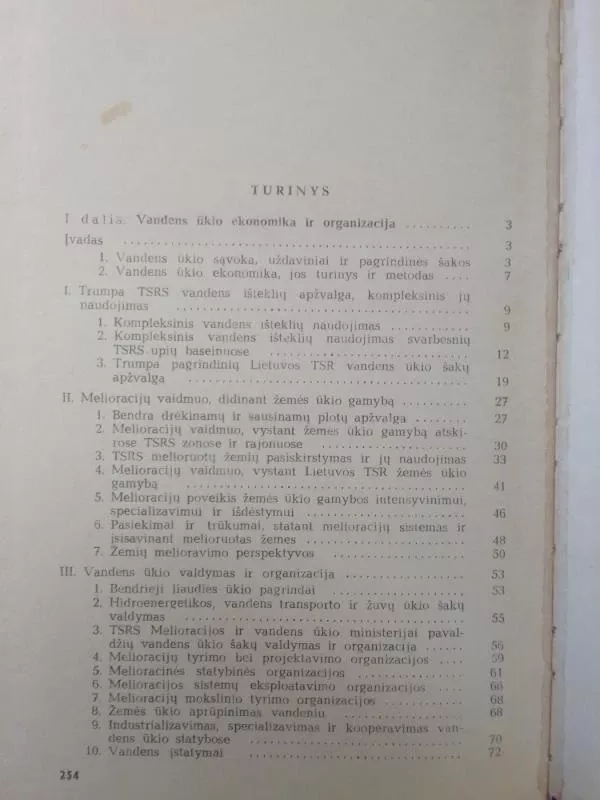 TURINYS
I dalis. Vandens ūkio ekonomika ir organizacija .......... 3
Įvadas .......... 3
1. Vandens ūkio sąvoka, uždaviniai ir pagrindinės šakos 3
2. Vandens ūkio ekonomika, jos turinys ir metodas .... 7
I. Trumpa TSRS vandens išteklių apžvalga, kompleksinis jų
naudojimas .......... 9
1. Kompleksinis vandens išteklių naudojimas .......... 9
2. Kompleksinis vandens išteklių naudojimas svarbesnių
TSRS upių baseinuose .......... 12
3. Trumpa pagrindinių Lietuvos TSR vandens ūkio šakų
apžvalga .......... 19
II. Melioracijų vaidmuo, didinant žemės ūkio gamybą ..... 27
1. Bendra drėkinamų ir sausinamų plotų apžvalga ..... 27
2. Melioracijų vaidmuo, vystant žemės ūkio gamybą atski-
rose TSRS zonose ir rajonuose .......... 30
3. TSRS melioruotų žemių pasiskirstymas ir jų naudojimas 33
4. Melioracijų vaidmuo, vystant Lietuvos TSR žemės ūkio
gamybą .......... 41
5. Melioracijų poveikis žemės ūkio gamybos intensyvinimui,
specializavimui ir išdėstymui .......... 46
6. Pasiekimai ir trūkumai, statant melioracijų sistemas ir
įsisavinant melioruotas žemes .......... 48
7. Žemių melioravimo perspektyvos .......... 50
III. Vandens ūkio valdymas ir organizacija .......... 53
1. Bendrieji liaudies ūkio pagrindai .......... 53
2. Hidroenergetikos, vandens transporto ir žuvų ūkio šakų
valdymas .......... 55
3. TSRS Melioracijos ir vandens ūkio ministerijai paval-
džių vandens ūkio šakų valdymas ir organizacija ..... 56
4. Melioracijų tyrimo bei projektavimo organizacijos .... 59
5. Melioracinės statybinės organizacijos .......... 61
6. Melioracijos sistemų eksploatavimo organizacijos .... 66
7. Melioracijų mokslinio tyrimo organizacijos .......... 68
8. Žemės ūkio aprūpinimas vandeniu .......... 68
9. Industrializavimas, specializavimas ir kooperavimas van-
dens ūkio statybose .......... 70
10. Vandens įstatymai .......... 72
254